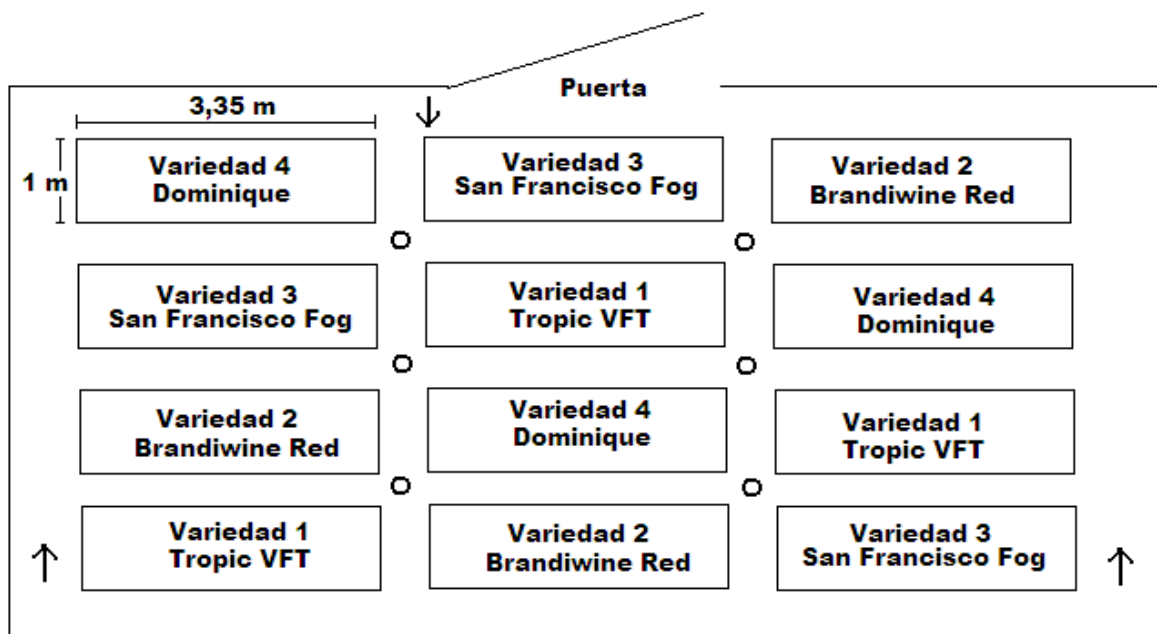 Puerta
3,35 m
1 m
Variedad 4
Dominique
Variedad 3
San Francisco Fog
Variedad 2
Brandiwine Red
Variedad 3
San Francisco Fog
Variedad 1
Tropic VFT
Variedad 4
Dominique
Variedad 2
Brandiwine Red
Variedad 4
Dominique
Variedad 1
Tropic VFT
Variedad 1
Tropic VFT
Variedad 2
Brandiwine Red
Variedad 3
San Francisco Fog